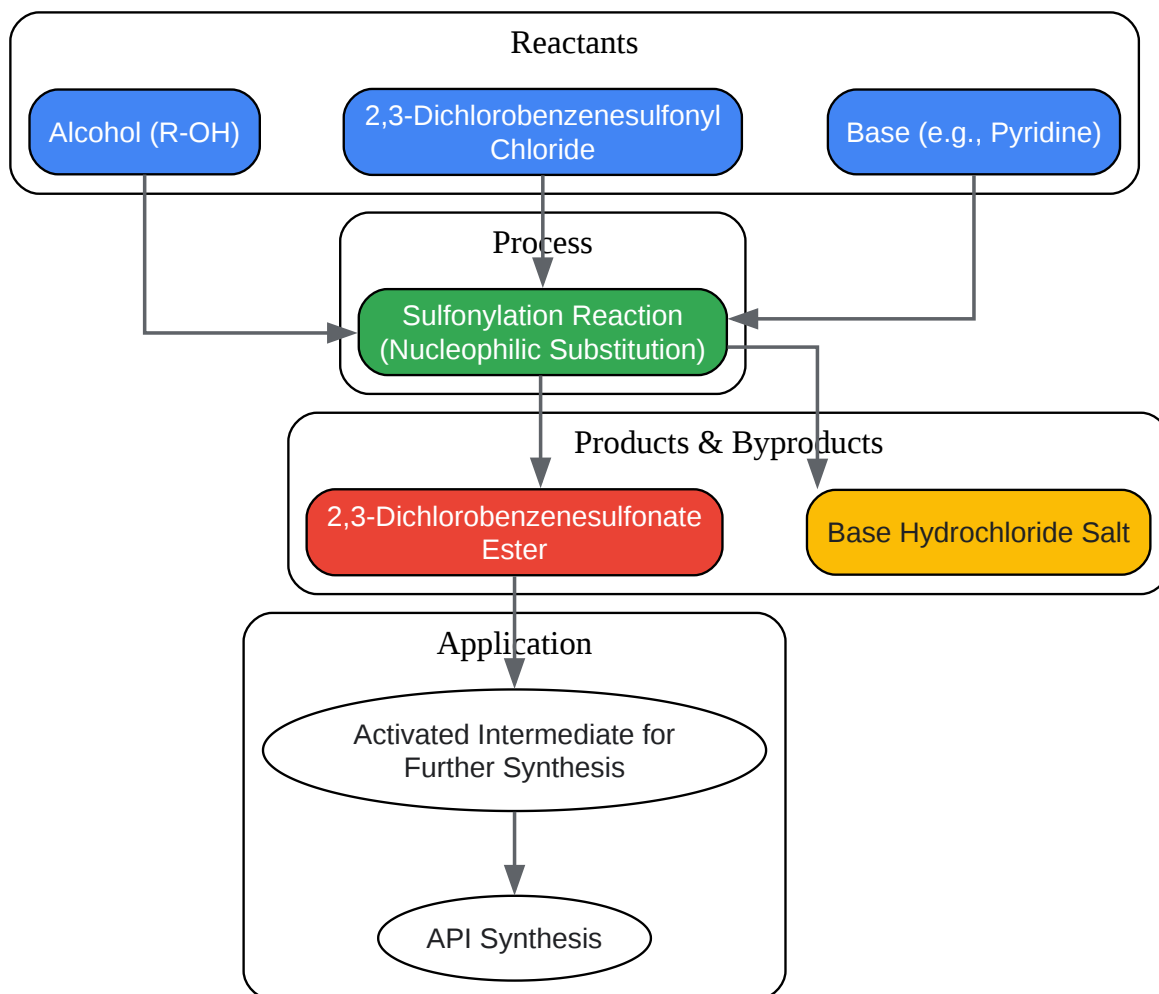 Reactants
Alcohol (R-OH)
2,3-Dichlorobenzenesulfonyl
Chloride
Base (e.g., Pyridine)
Process
Sulfonylation Reaction
(Nucleophilic Substitution)
Products & Byproducts
2,3-Dichlorobenzenesulfonate
Ester
Base Hydrochloride Salt
Application
Activated Intermediate for
Further Synthesis
API Synthesis